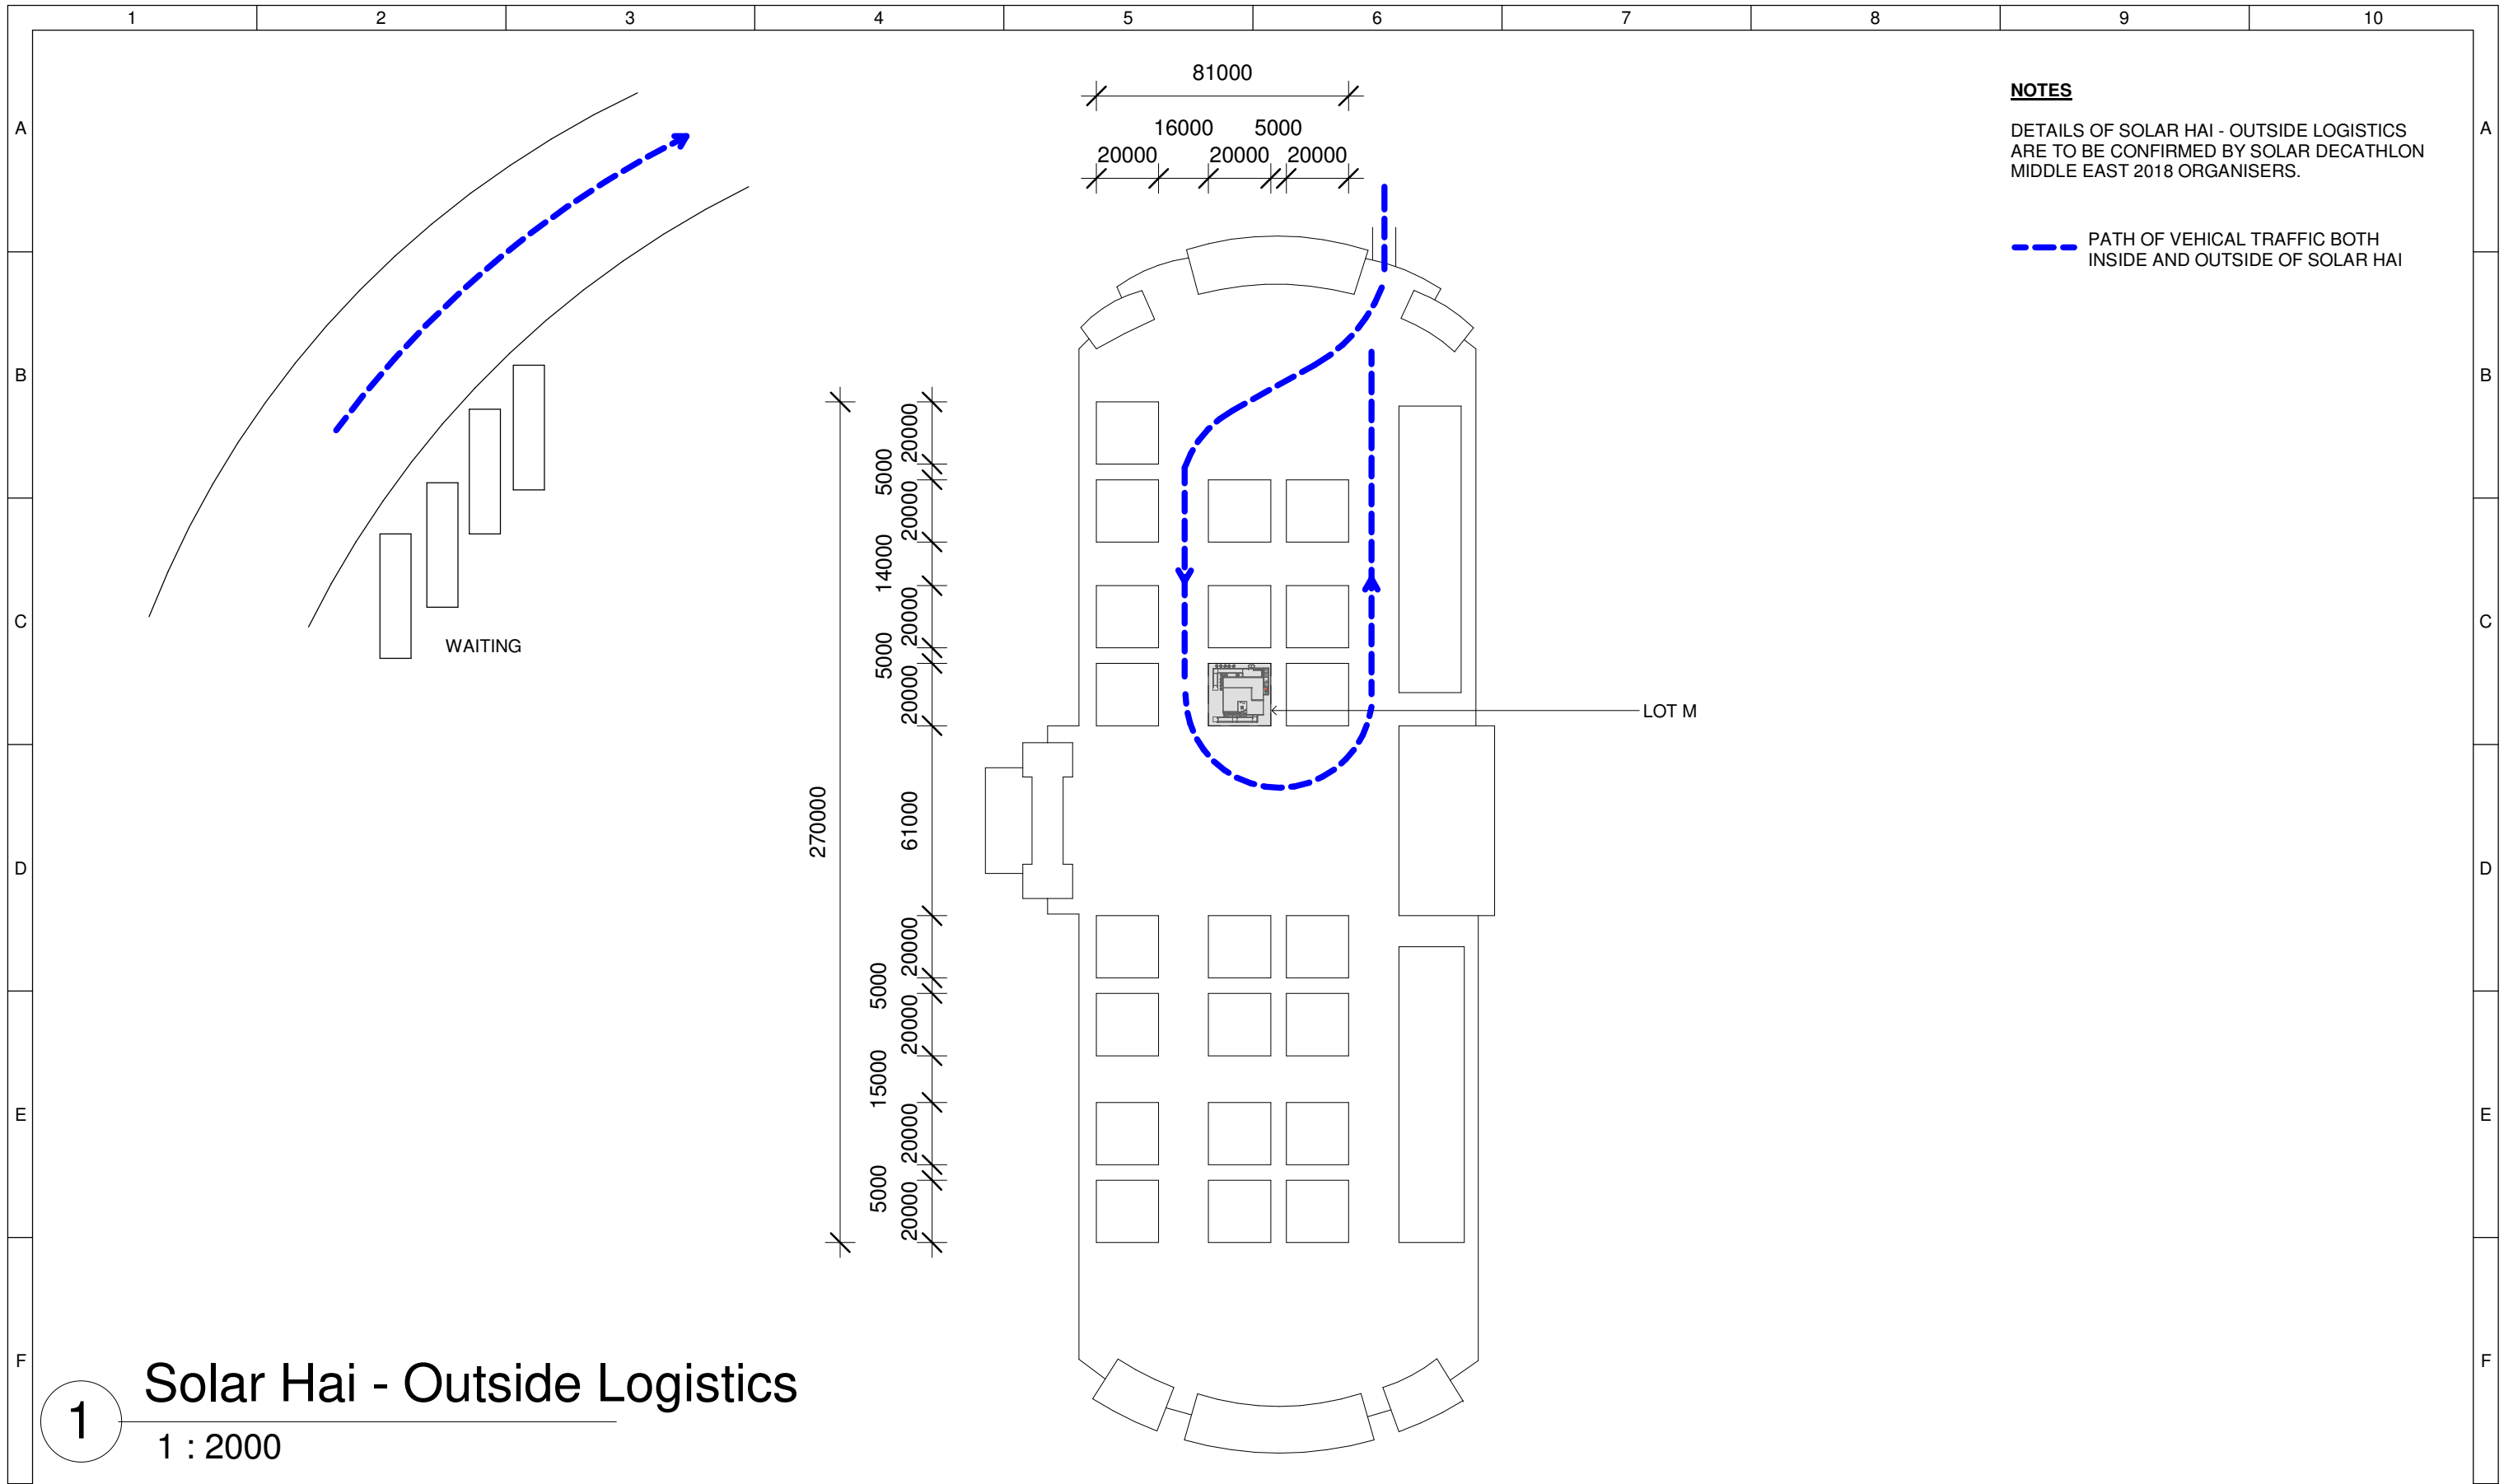 1 2 3 4 5 6 7 8 9 10
81000
16000 5000
20000 20000 20000
NOTES
DETAILS OF SOLAR HAI - OUTSIDE LOGISTICS
ARE TO BE CONFIRMED BY SOLAR DECATHLON
MIDDLE EAST 2018 ORGANISERS.
PATH OF VEHICAL TRAFFIC BOTH
INSIDE AND OUTSIDE OF SOLAR HAI
A A
B B
C C
D D
E E
F F
WAITING
270000
20000
5000
20000
14000
20000
5000
20000
61000
20000
5000
20000
15000
20000
5000
20000
LOT M
1
Solar Hai - Outside Logistics
1 : 2000